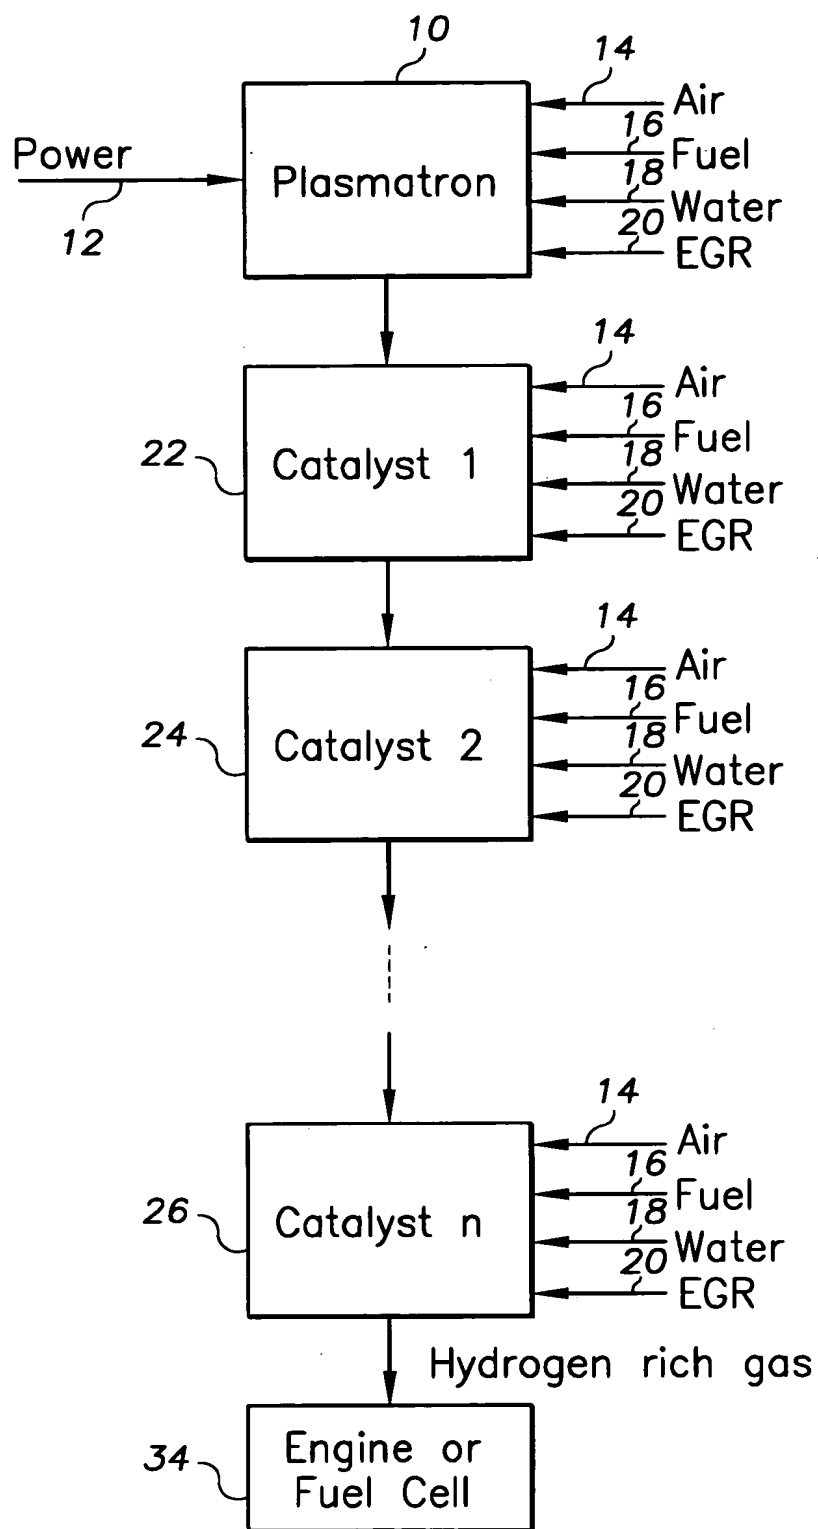 10
14
Air
Power
16
Fuel
Plasmatron
18
Water
12
20
EGR
14
Air
16
Fuel
22
Catalyst 1
18
Water
20
EGR
14
Air
16
Fuel
24
Catalyst 2
18
Water
20
EGR
14
Air
16
Fuel
26
Catalyst n
18
Water
20
EGR
Hydrogen rich gas
34
Engine or
Fuel Cell